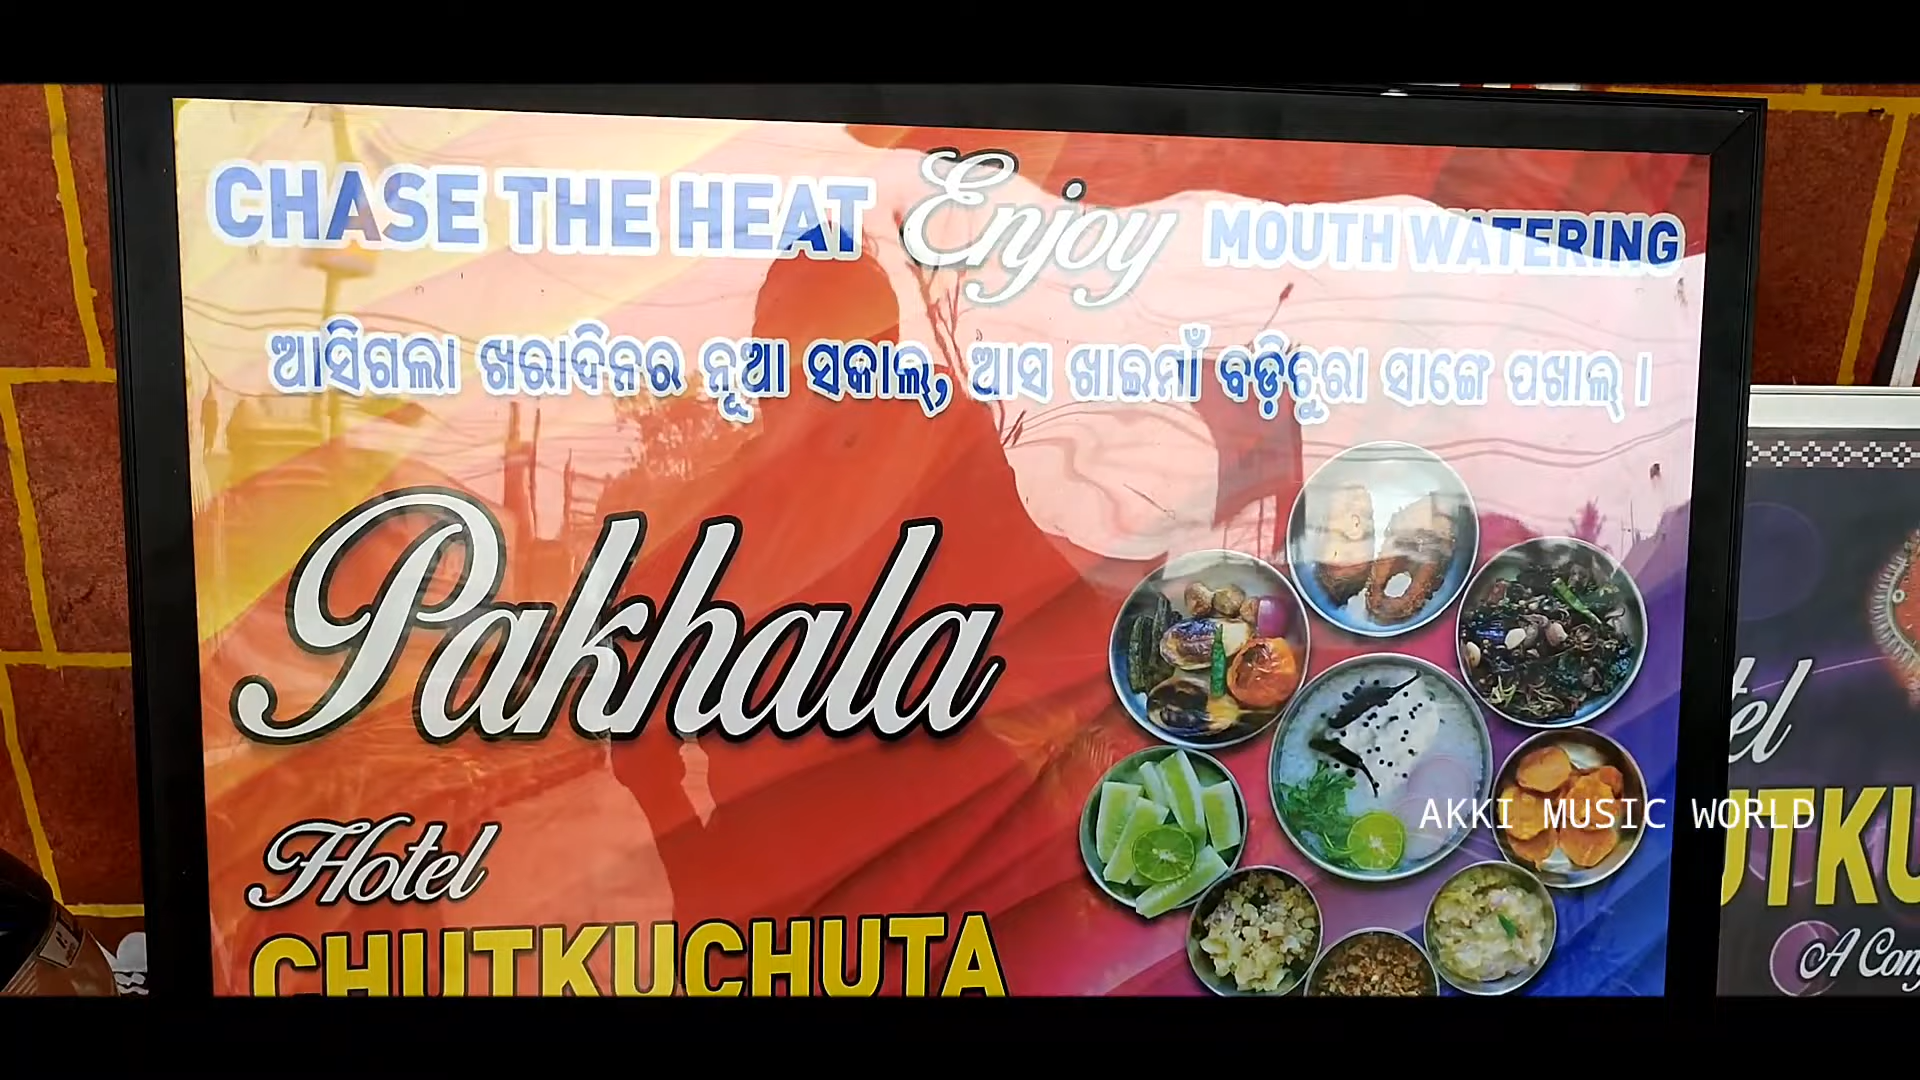 CHASE THE HEAT Enjoy MOUTH WATERING
ଆସିଗଲା ଖରାଦିନର ନୂଆ ସକାଲ୍, ଆସ ଖାଇମାଁ ବଡ଼ିଚୁରା ସାଙ୍ଗେ ପଖାଲ୍ ।
Pakhala
Hotel
CHUTKUCHUTA
AKKI MUSIC WORLD